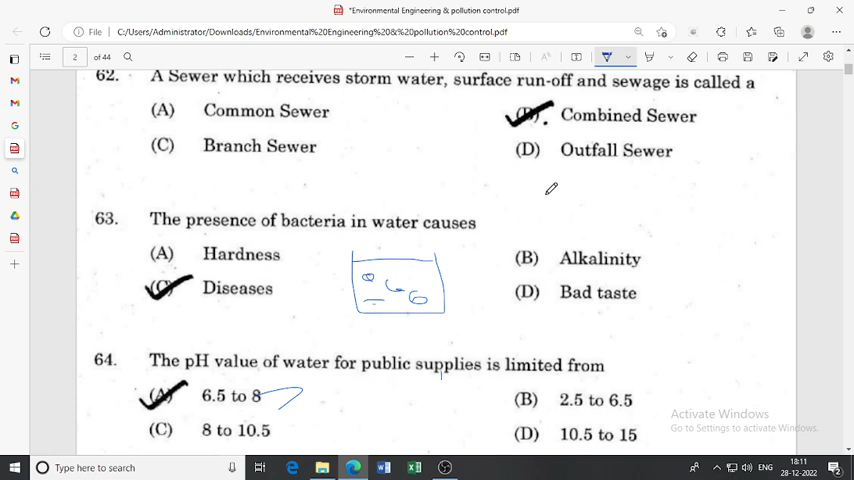 *Environmental Engineering & pollution control.pdf
File
C:/Users/Administrator/Downloads/Environmental%20Engineering%20&%20pollution%20control.pdf
2
of 44
62. A Sewer which receives storm water, surface run-off and sewage is called a
(A) Common Sewer
(B) Combined Sewer
(C) Branch Sewer
(D) Outfall Sewer
63. The presence of bacteria in water causes
(A) Hardness
(B) Alkalinity
(C) Diseases
(D) Bad taste
64. The pH value of water for public supplies is limited from
(A) 6.5 to 8
(B) 2.5 to 6.5
(C) 8 to 10.5
(D) 10.5 to 15
Activate Windows
Go to Settings to activate Windows.
Type here to search
ENG
18:11
28-12-2022
2